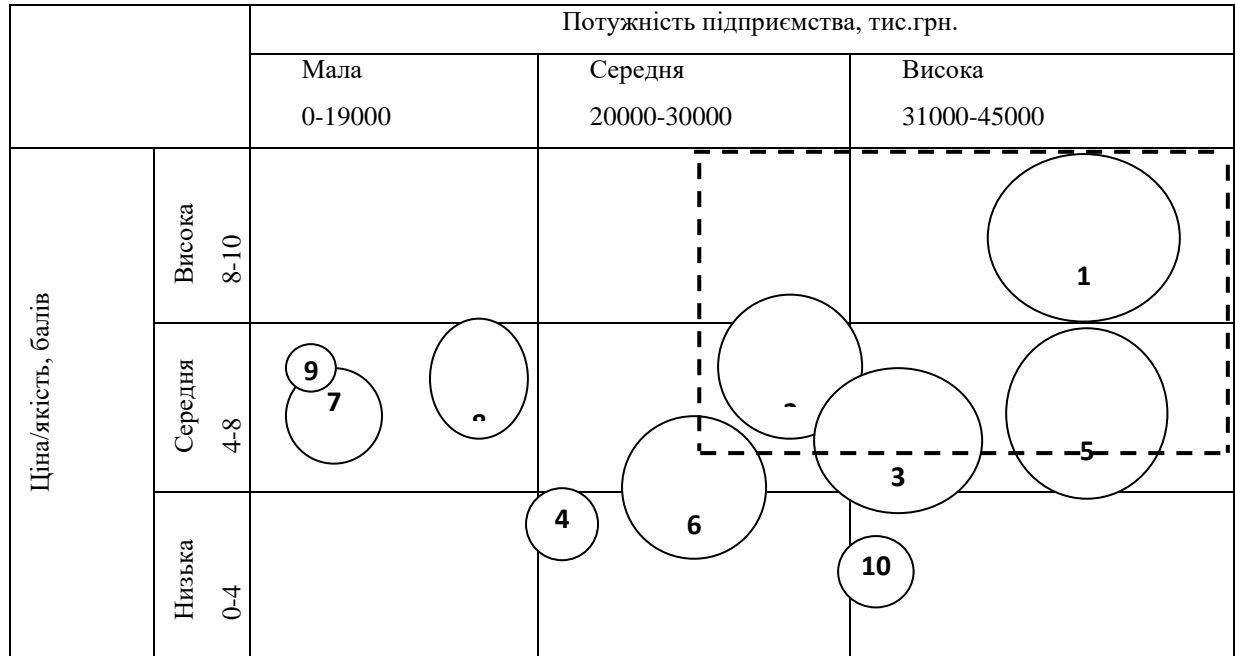 Потужність підприємства, тис.грн.
Мала
0-19000
Середня
20000-30000
Висока
31000-45000
Ціна/якість, балів
Висока
8-10
Середня
4-8
Низька
0-4
1
9
7
5
3
4
6
10